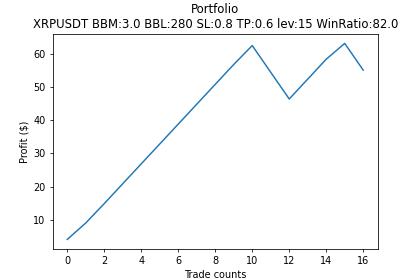 Portfolio
XRPUSDT BBM:3.0 BBL:280 SL:0.8 TP:0.6 lev:15 WinRatio:82.0
Profit ($)
60
50
40
30
20
10
0 2 4 6 8 10 12 14 16
Trade counts